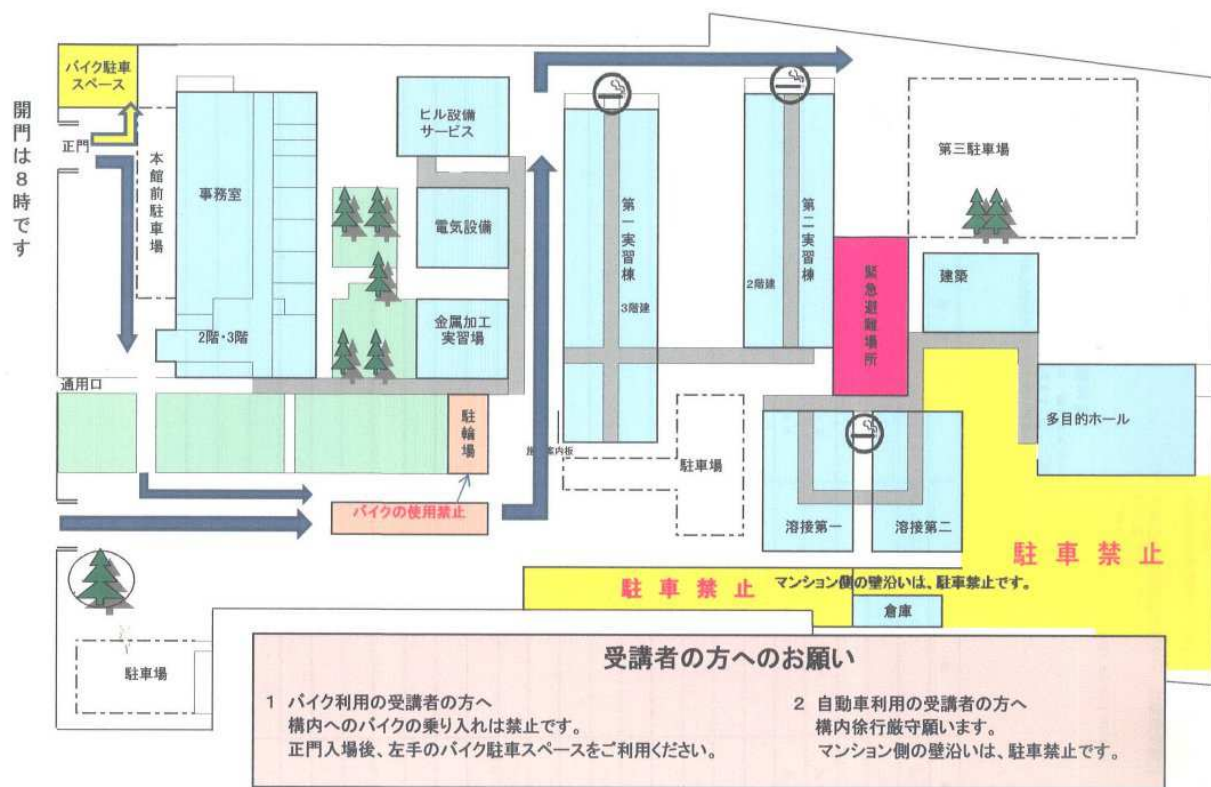 バイク駐車
スペース
開門は８時です
正門
本館前駐車場
事務室
2階・3階
通用口
ヒル設備
サービス
電気設備
金属加工
実習場
駐輪場
バイクの使用禁止
第一実習棟
3階建
第二実習棟
2階建
第三駐車場
緊急避難場所
建築
多目的ホール
案内板
駐車場
溶接第一
溶接第二
駐車禁止
駐車禁止
マンション側の壁沿いは、駐車禁止です。
倉庫
駐車場
受講者の方へのお願い
1 バイク利用の受講者の方へ
構内へのバイクの乗り入れは禁止です。
正門入場後、左手のバイク駐車スペースをご利用ください。
2 自動車利用の受講者の方へ
構内徐行厳守願います。
マンション側の壁沿いは、駐車禁止です。